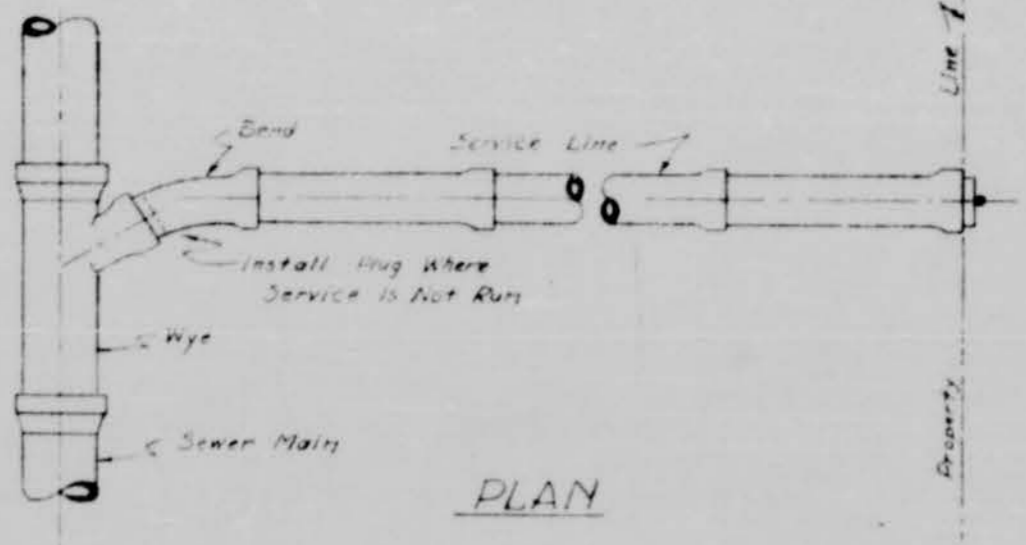 Line
Bend
Service Line
Install Plug Where
Service Is Not Run
Wye
Sewer Main
Property
PLAN